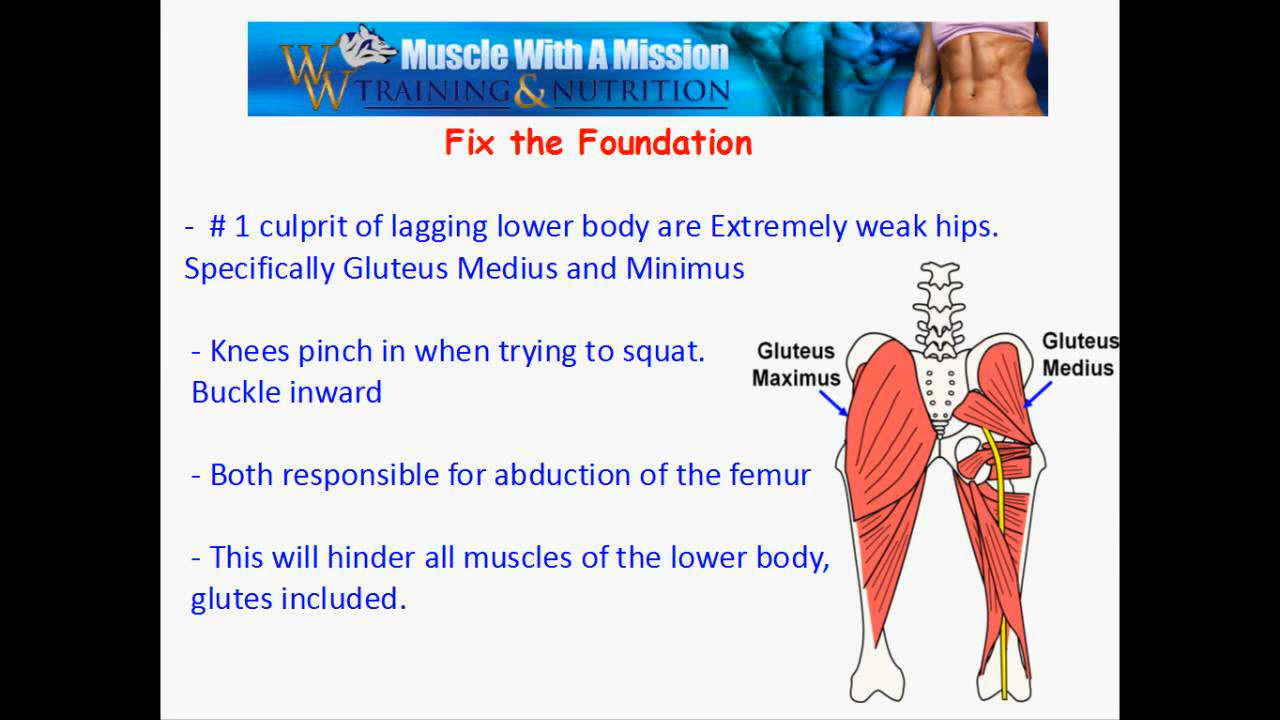 Muscle With A Mission
WW TRAINING & NUTRITION
Fix the Foundation
- # 1 culprit of lagging lower body are Extremely weak hips.
Specifically Gluteus Medius and Minimus
- Knees pinch in when trying to squat.
Buckle inward
- Both responsible for abduction of the femur
- This will hinder all muscles of the lower body,
glutes included.
Gluteus
Maximus
Gluteus
Medius